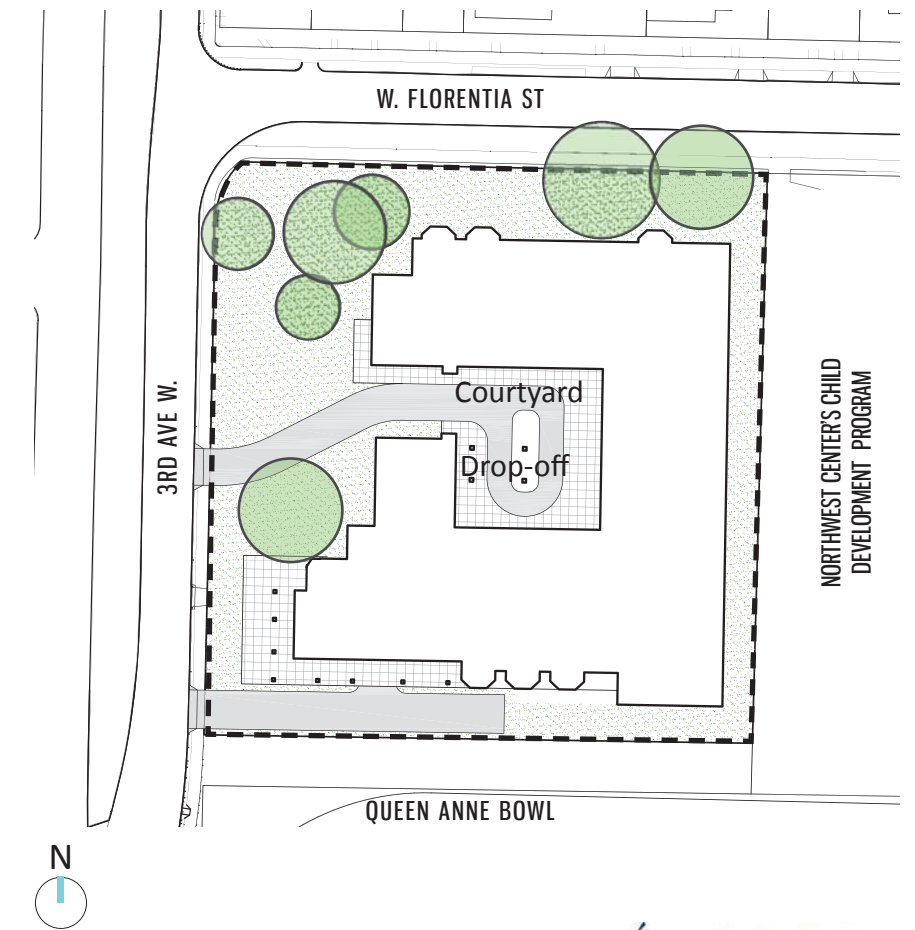 W. FLORENTIA ST
3RD AVE W.
Courtyard
Drop-off
NORTHWEST CENTER'S CHILD
DEVELOPMENT PROGRAM
QUEEN ANNE BOWL
N